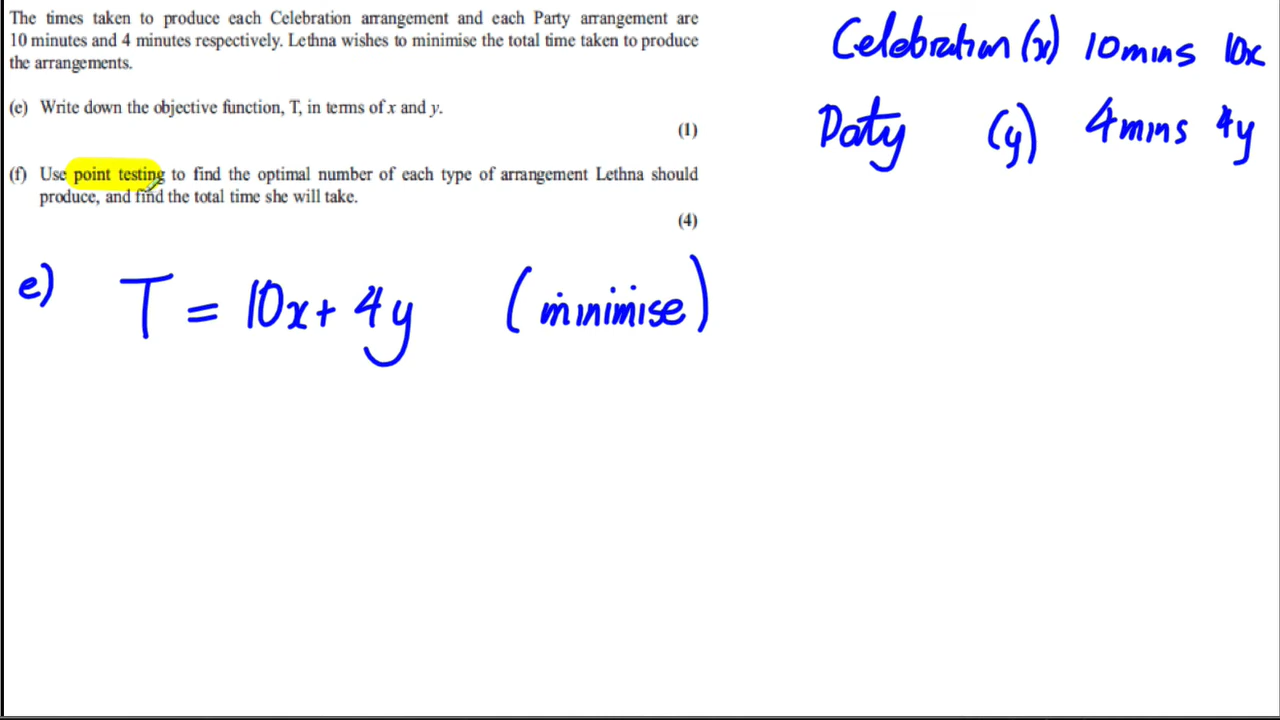 The times taken to produce each Celebration arrangement and each Party arrangement are
10 minutes and 4 minutes respectively. Lethna wishes to minimise the total time taken to produce
the arrangements.
(e) Write down the objective function, T, in terms of x and y.
(1)
(f) Use point testing to find the optimal number of each type of arrangement Lethna should
produce, and find the total time she will take.
(4)
Celebration (x) 10mins 10x
Party (y) 4mins 4y
e) T = 10x + 4y (minimise)